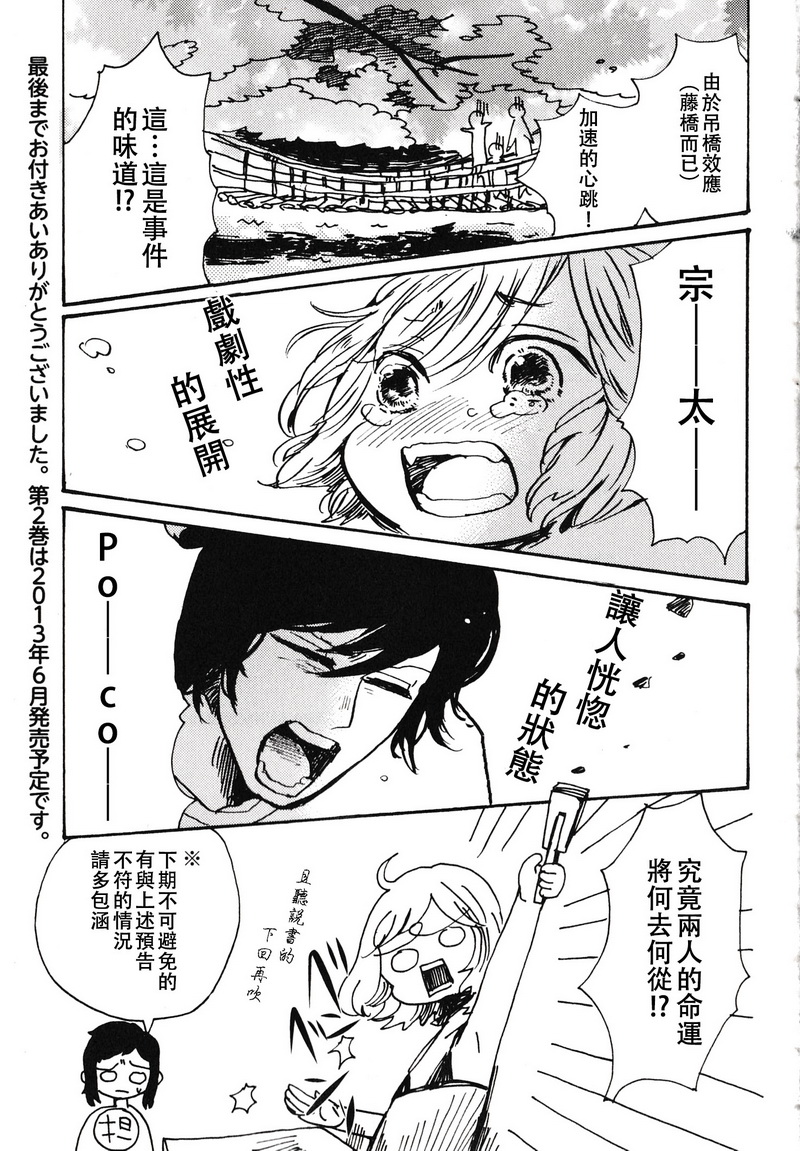 由於吊橋效應
(藤橋而已)
加速的心跳！
這…這是事件
的味道!?
宗——太——
戲劇性
的展開
讓人恍惚
的狀態
Po——co——
究竟兩人的命運
將何去何從!?
且聽說書的
下回再吹
※
下期不可避免的
有與上述預告
不符的情況
請多包涵
担
最後までお付きあいありがとうございました。第2巻は2013年6月発売予定です。